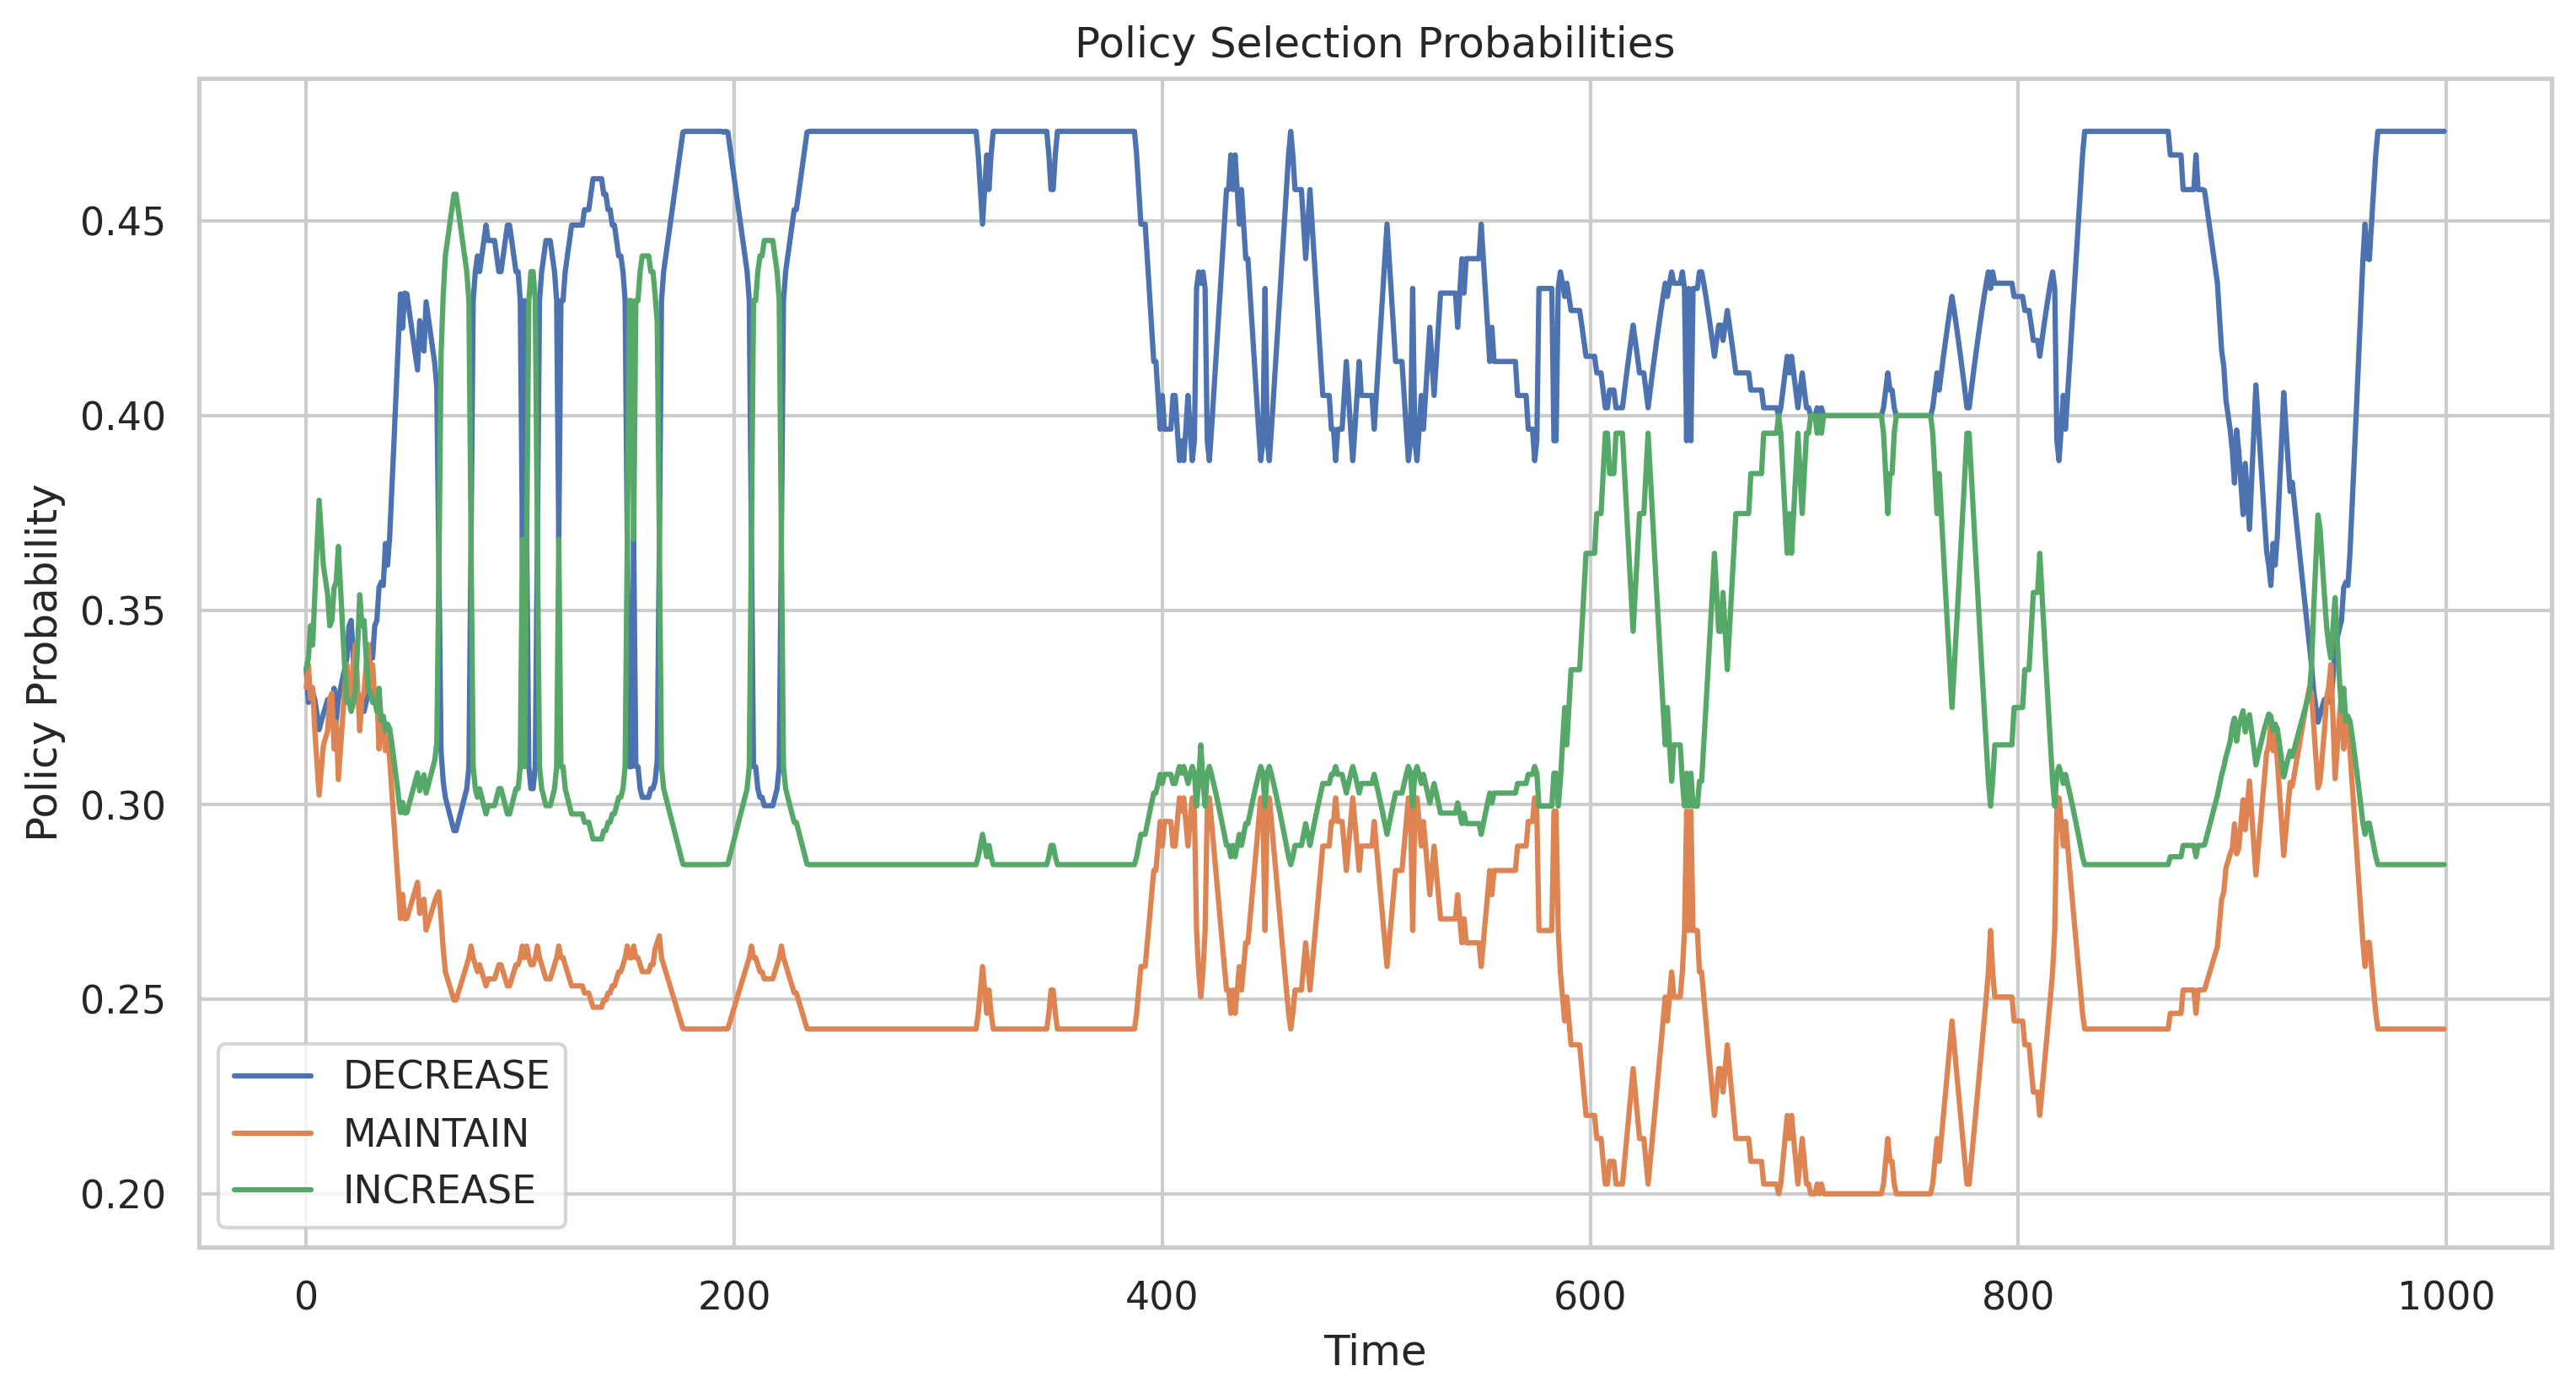 Policy Selection Probabilities
Policy Probability
0.45
0.40
0.35
0.30
0.25
0.20
DECREASE
MAINTAIN
INCREASE
0 200 400 600 800 1000
Time